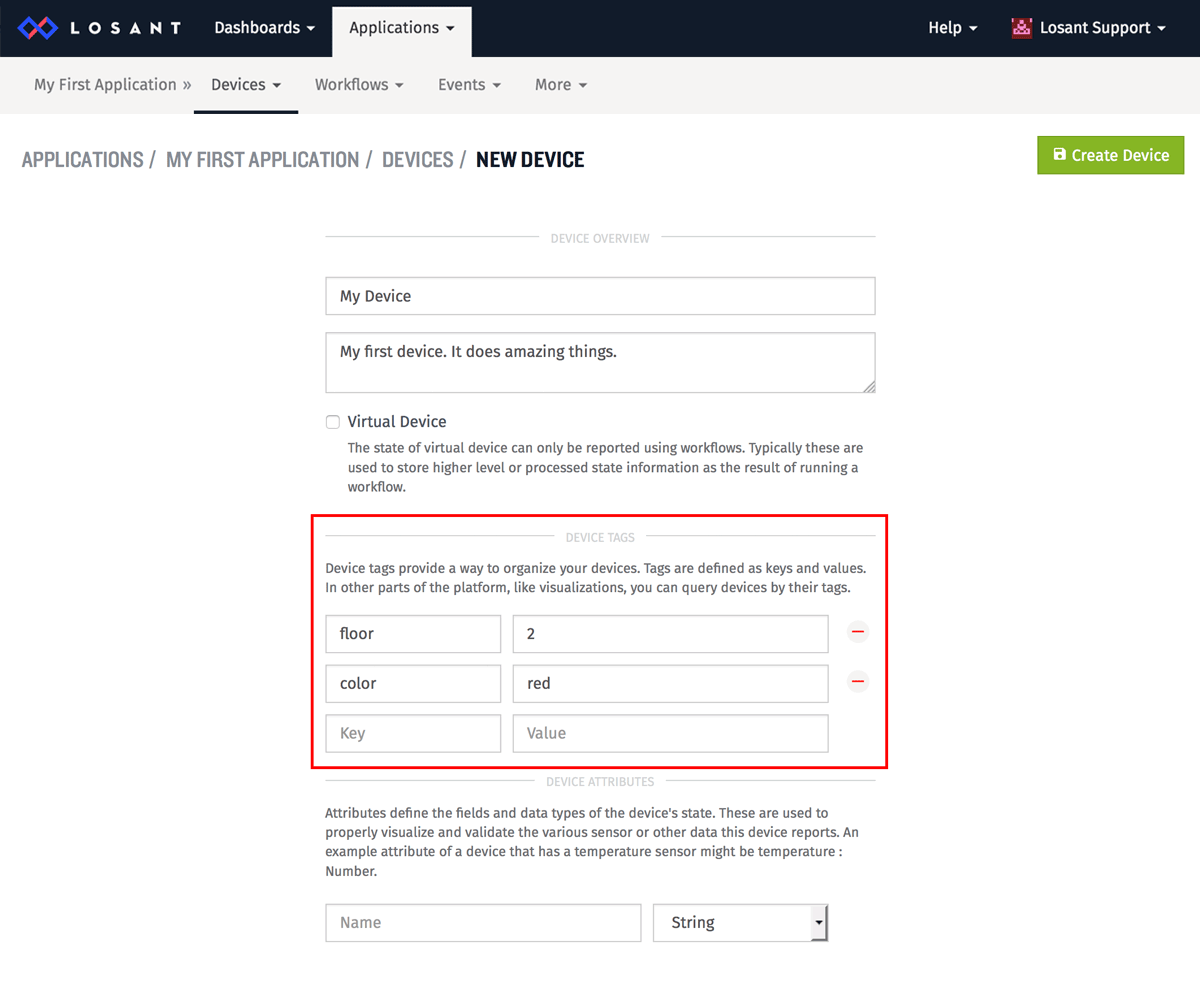 LOSANT Dashboards Applications Help Losant Support
My First Application » Devices Workflows Events More
APPLICATIONS / MY FIRST APPLICATION / DEVICES / NEW DEVICE
Create Device
DEVICE OVERVIEW
My Device
My first device. It does amazing things.
Virtual Device
The state of virtual device can only be reported using workflows. Typically these are
used to store higher level or processed state information as the result of running a
workflow.
DEVICE TAGS
Device tags provide a way to organize your devices. Tags are defined as keys and values.
In other parts of the platform, like visualizations, you can query devices by their tags.
floor 2
color red
Key Value
DEVICE ATTRIBUTES
Attributes define the fields and data types of the device's state. These are used to
properly visualize and validate the various sensor or other data this device reports. An
example attribute of a device that has a temperature sensor might be temperature :
Number.
Name String